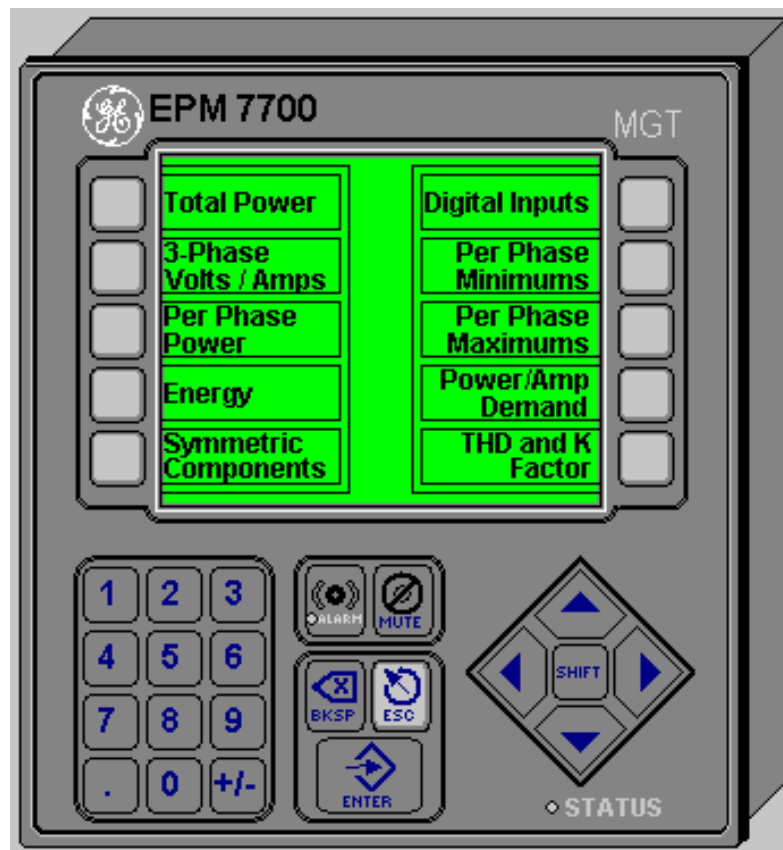 EPM 7700
MGT
Total Power
Digital Inputs
3-Phase
Volts / Amps
Per Phase
Minimums
Per Phase
Power
Per Phase
Maximums
Energy
Power/Amp
Demand
Symmetric
Components
THD and K
Factor
1 2 3
4 5 6
7 8 9
. 0 +/-
ALARM
MUTE
BKSP
ESC
ENTER
SHIFT
STATUS